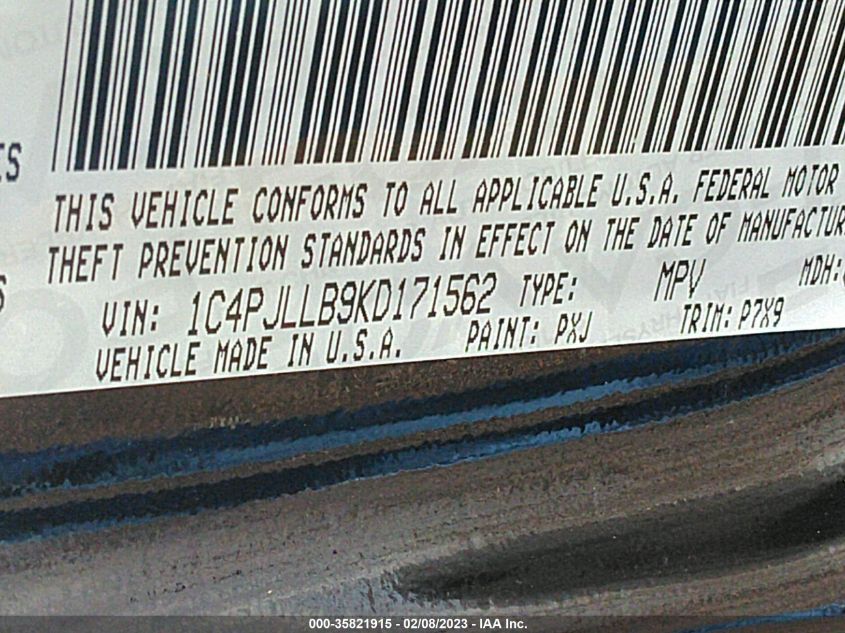 ES
THIS VEHICLE CONFORMS TO ALL APPLICABLE U.S.A. FEDERAL MOTOR
THEFT PREVENTION STANDARDS IN EFFECT ON THE DATE OF MANUFACTUR
S
VIN: 1C4PJLLB9KD171562 TYPE: MPV MDH:
VEHICLE MADE IN U.S.A. PAINT: PXJ TRIM: P7X9
000-35821915 - 02/08/2023 - IAA Inc.